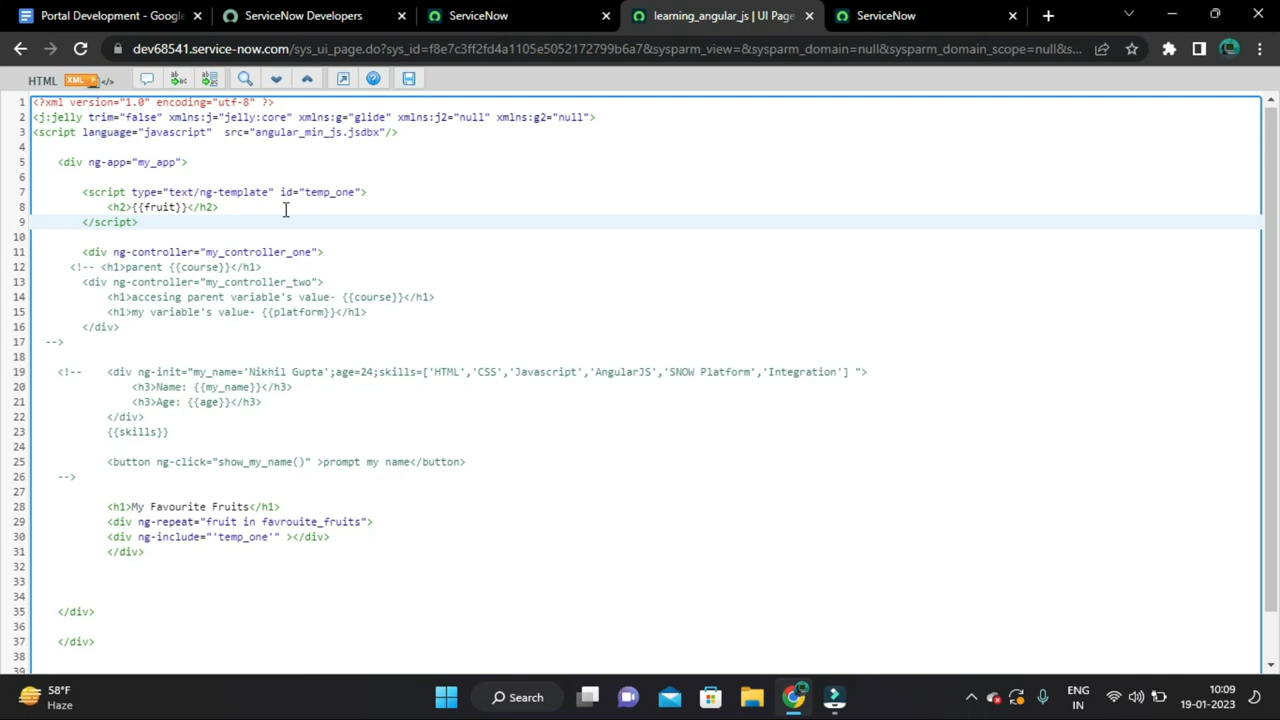 Portal Development - Google
ServiceNow Developers
ServiceNow
learning_angular_js | UI Page
ServiceNow
dev68541.service-now.com/sys_ui_page.do?sys_id=f8e7c3ff2fd4a1105e5052172799b6a7&sysparm_view=&sysparm_domain=null&sysparm_domain_scope=null&s...
HTML XML
1 <?xml version="1.0" encoding="utf-8" ?>
2 <j:jelly trim="false" xmlns:j="jelly:core" xmlns:g="glide" xmlns:j2="null" xmlns:g2="null">
3 <script language="javascript"  src="angular_min_js.jsdbx"/>
4
5 <div ng-app="my_app">
6
7 <script type="text/ng-template" id="temp_one">
8 <h2>{{fruit}}</h2>
9 </script>
10
11 <div ng-controller="my_controller_one">
12 <!-- <h1>parent {{course}}</h1>
13 <div ng-controller="my_controller_two">
14 <h1>accesing parent variable's value- {{course}}</h1>
15 <h1>my variable's value- {{platform}}</h1>
16 </div>
17 -->
18
19 <!-- <div ng-init="my_name='Nikhil Gupta';age=24;skills=['HTML','CSS','Javascript','AngularJS','SNOW Platform','Integration'] ">
20 <h3>Name: {{my_name}}</h3>
21 <h3>Age: {{age}}</h3>
22 </div>
23 {{skills}}
24
25 <button ng-click="show_my_name()" >prompt my name</button>
26 -->
27
28 <h1>My Favourite Fruits</h1>
29 <div ng-repeat="fruit in favrouite_fruits">
30 <div ng-include="'temp_one'" ></div>
31 </div>
32
33
34
35 </div>
36
37 </div>
38
39
58°F
Haze
Search
ENG
IN
10:09
19-01-2023